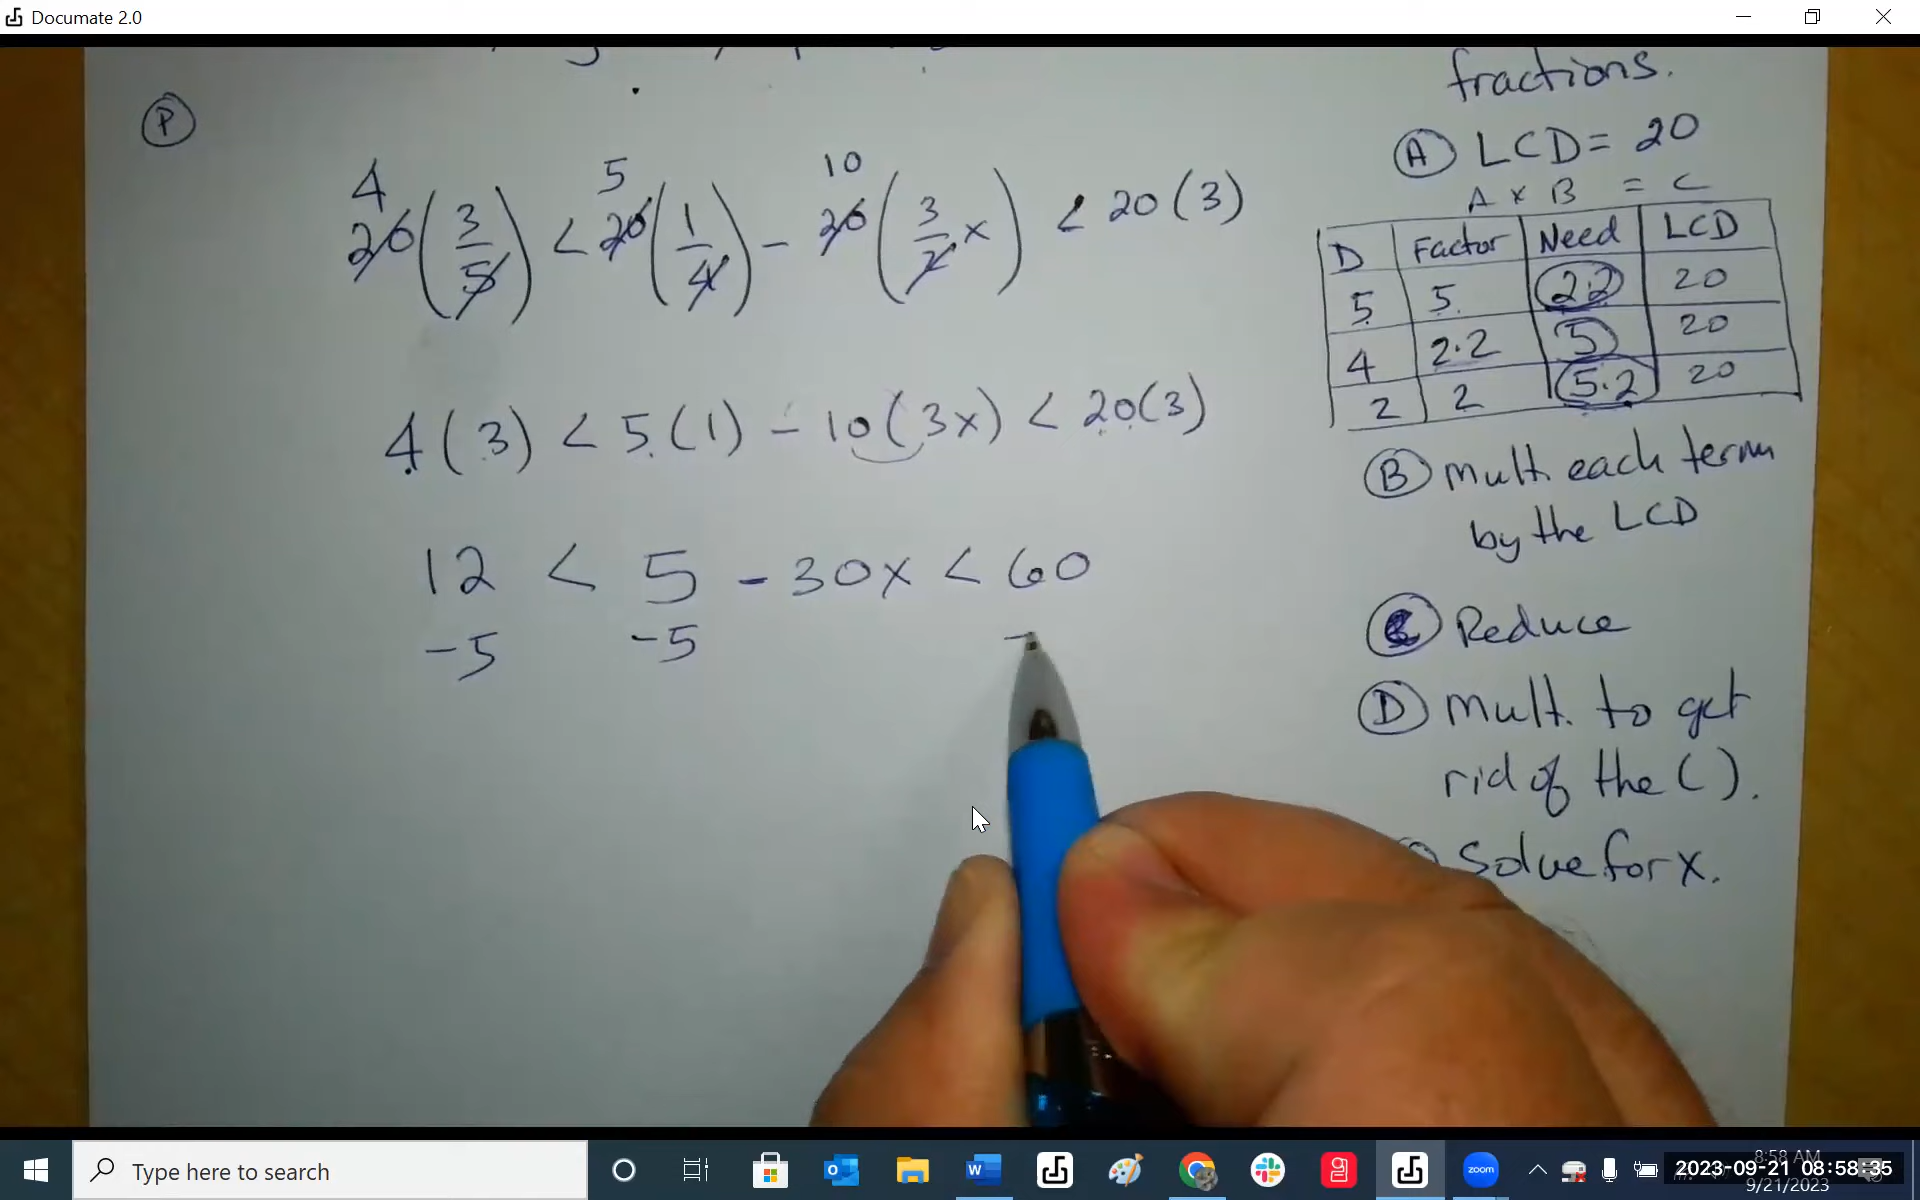 Documate 2.0
fractions.
P
A LCD = 20
A × B = C
4 5 10
20(3/5) < 20(1/4) - 20(3/2 x) < 20(3)
D Factor Need LCD
5 5 2·2 20
4 2·2 5 20
2 2 5·2 20
4(3) < 5(1) - 10(3x) < 20(3)
B Mult. each term
by the LCD
12 < 5 - 30x < 60
-5 -5 -
C Reduce
D Mult. to get
rid of the ( ).
Solve for x.
Type here to search
zoom
8:58 AM
2023-09-21 08:58:35
9/21/2023